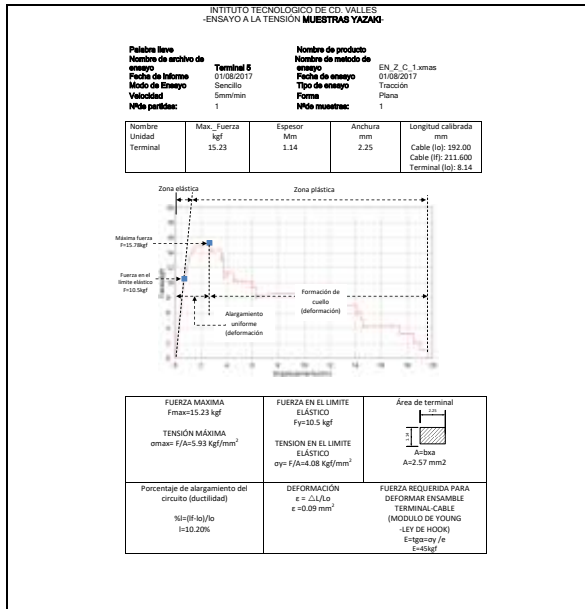 INTITUTO TECNOLOGICO DE CD. VALLES
-ENSAYO A LA TENSIÓN MUESTRAS YAZAKI-
Palabra llave
Nombre de producto
Nombre de archivo de ensayo Terminal 5
Nombre de metodo de ensayo EN_Z_C_1.xmas
Fecha de informe 01/08/2017
Fecha de ensayo 01/08/2017
Modo de Ensayo Sencillo
Tipo de ensayo Tracción
Velocidad 5mm/min
Forma Plana
Nºde partidas: 1
Nºde muestras: 1
Nombre Max._Fuerza Espesor Anchura Longitud calibrada
Unidad kgf Mm mm mm
Terminal 15.23 1.14 2.25 Cable (lo): 192.00
Cable (lf): 211.600
Terminal (lo): 8.14
Zona elástica
Zona plástica
Máxima fuerza
F=15.78kgf
Fuerza en el
límite elástico
F=10.5kgf
Alargamiento
uniforme
(deformación
Formación de
cuello
(deformación)
FUERZA MAXIMA
Fmax=15.23 kgf
TENSIÓN MÁXIMA
σmax= F/A=5.93 Kgf/mm²
FUERZA EN EL LIMITE
ELÁSTICO
Fy=10.5 kgf
TENSION EN EL LIMITE
ELÁSTICO
σy= F/A=4.08 Kgf/mm²
Área de terminal
2.25
A=bxa
A=2.57 mm2
Porcentaje de alargamiento del
circuito (ductilidad)
%l=(lf-lo)/lo
l=10.20%
DEFORMACIÓN
ε = △L/Lo
ε =0.09 mm²
FUERZA REQUERIDA PARA
DEFORMAR ENSAMBLE
TERMINAL-CABLE
(MODULO DE YOUNG
-LEY DE HOOK)
E=tgα=σy /e
E=45kgf